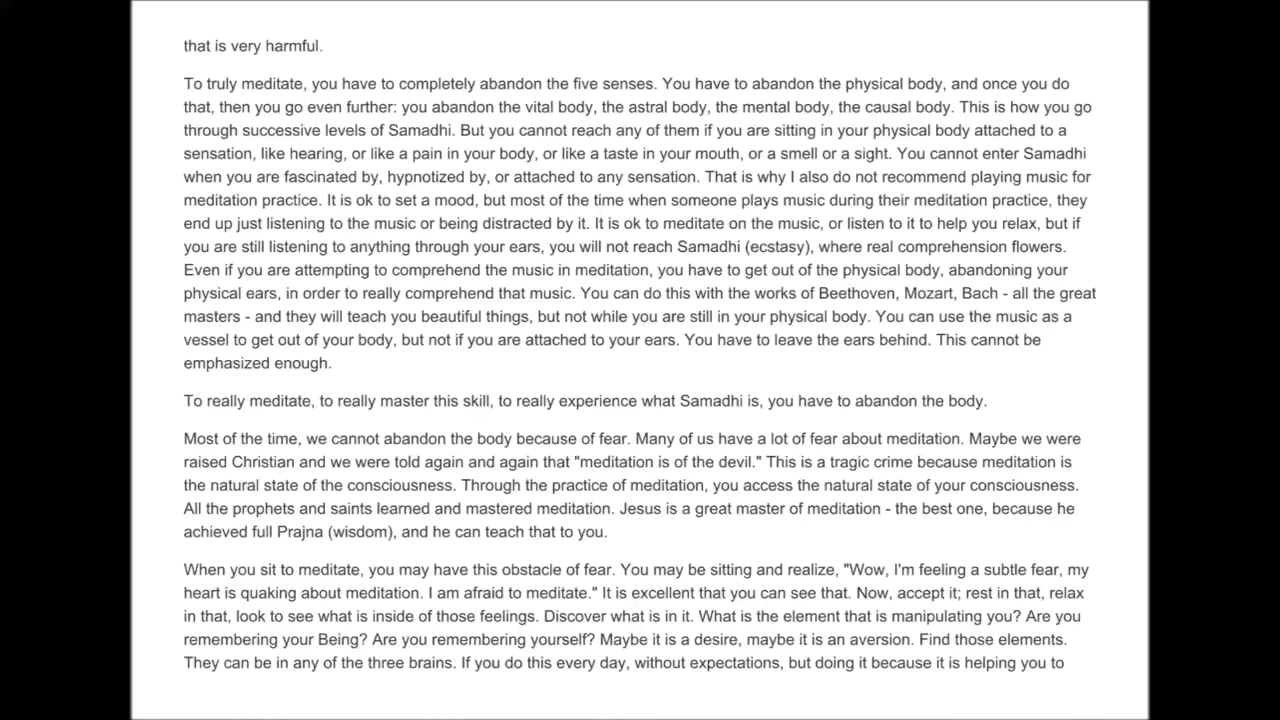 that is very harmful.
To truly meditate, you have to completely abandon the five senses. You have to abandon the physical body, and once you do
that, then you go even further: you abandon the vital body, the astral body, the mental body, the causal body. This is how you go
through successive levels of Samadhi. But you cannot reach any of them if you are sitting in your physical body attached to a
sensation, like hearing, or like a pain in your body, or like a taste in your mouth, or a smell or a sight. You cannot enter Samadhi
when you are fascinated by, hypnotized by, or attached to any sensation. That is why I also do not recommend playing music for
meditation practice. It is ok to set a mood, but most of the time when someone plays music during their meditation practice, they
end up just listening to the music or being distracted by it. It is ok to meditate on the music, or listen to it to help you relax, but if
you are still listening to anything through your ears, you will not reach Samadhi (ecstasy), where real comprehension flowers.
Even if you are attempting to comprehend the music in meditation, you have to get out of the physical body, abandoning your
physical ears, in order to really comprehend that music. You can do this with the works of Beethoven, Mozart, Bach - all the great
masters - and they will teach you beautiful things, but not while you are still in your physical body. You can use the music as a
vessel to get out of your body, but not if you are attached to your ears. You have to leave the ears behind. This cannot be
emphasized enough.
To really meditate, to really master this skill, to really experience what Samadhi is, you have to abandon the body.
Most of the time, we cannot abandon the body because of fear. Many of us have a lot of fear about meditation. Maybe we were
raised Christian and we were told again and again that "meditation is of the devil." This is a tragic crime because meditation is
the natural state of the consciousness. Through the practice of meditation, you access the natural state of your consciousness.
All the prophets and saints learned and mastered meditation. Jesus is a great master of meditation - the best one, because he
achieved full Prajna (wisdom), and he can teach that to you.
When you sit to meditate, you may have this obstacle of fear. You may be sitting and realize, "Wow, I'm feeling a subtle fear, my
heart is quaking about meditation. I am afraid to meditate." It is excellent that you can see that. Now, accept it; rest in that, relax
in that, look to see what is inside of those feelings. Discover what is in it. What is the element that is manipulating you? Are you
remembering your Being? Are you remembering yourself? Maybe it is a desire, maybe it is an aversion. Find those elements.
They can be in any of the three brains. If you do this every day, without expectations, but doing it because it is helping you to